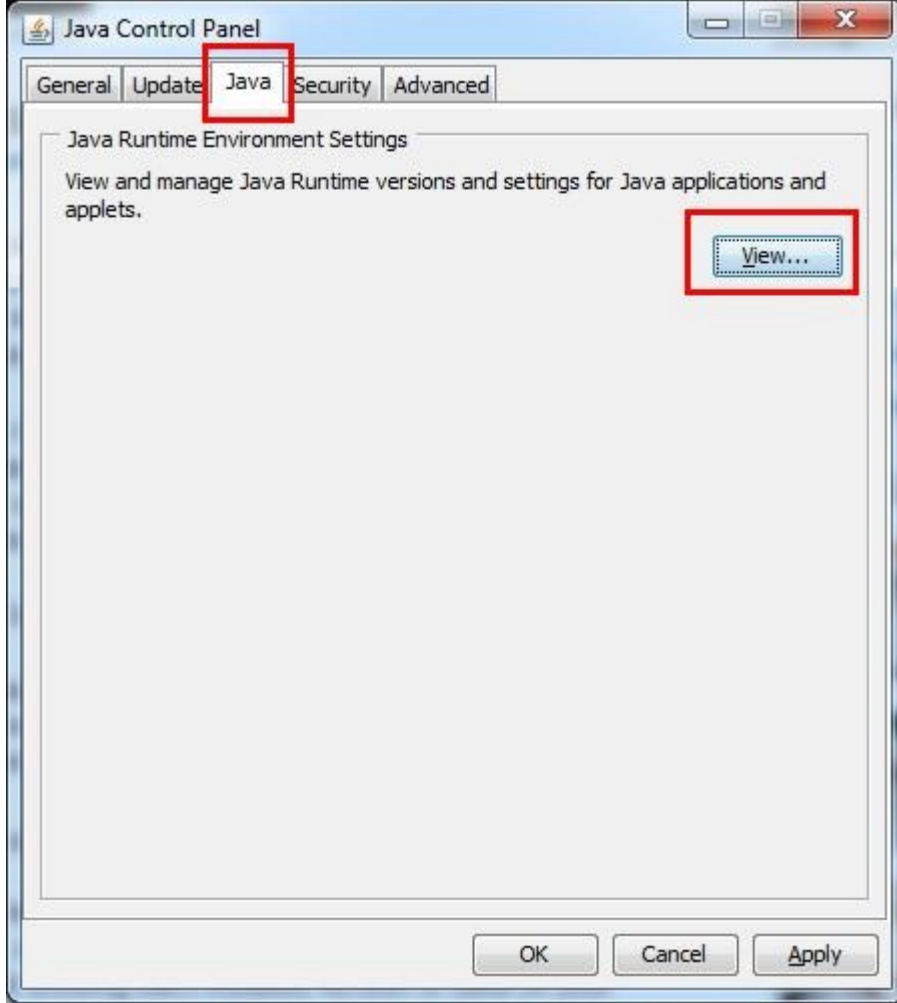 Java Control Panel
General Update Java Security Advanced
Java Runtime Environment Settings
View and manage Java Runtime versions and settings for Java applications and
applets.
View...
OK Cancel Apply